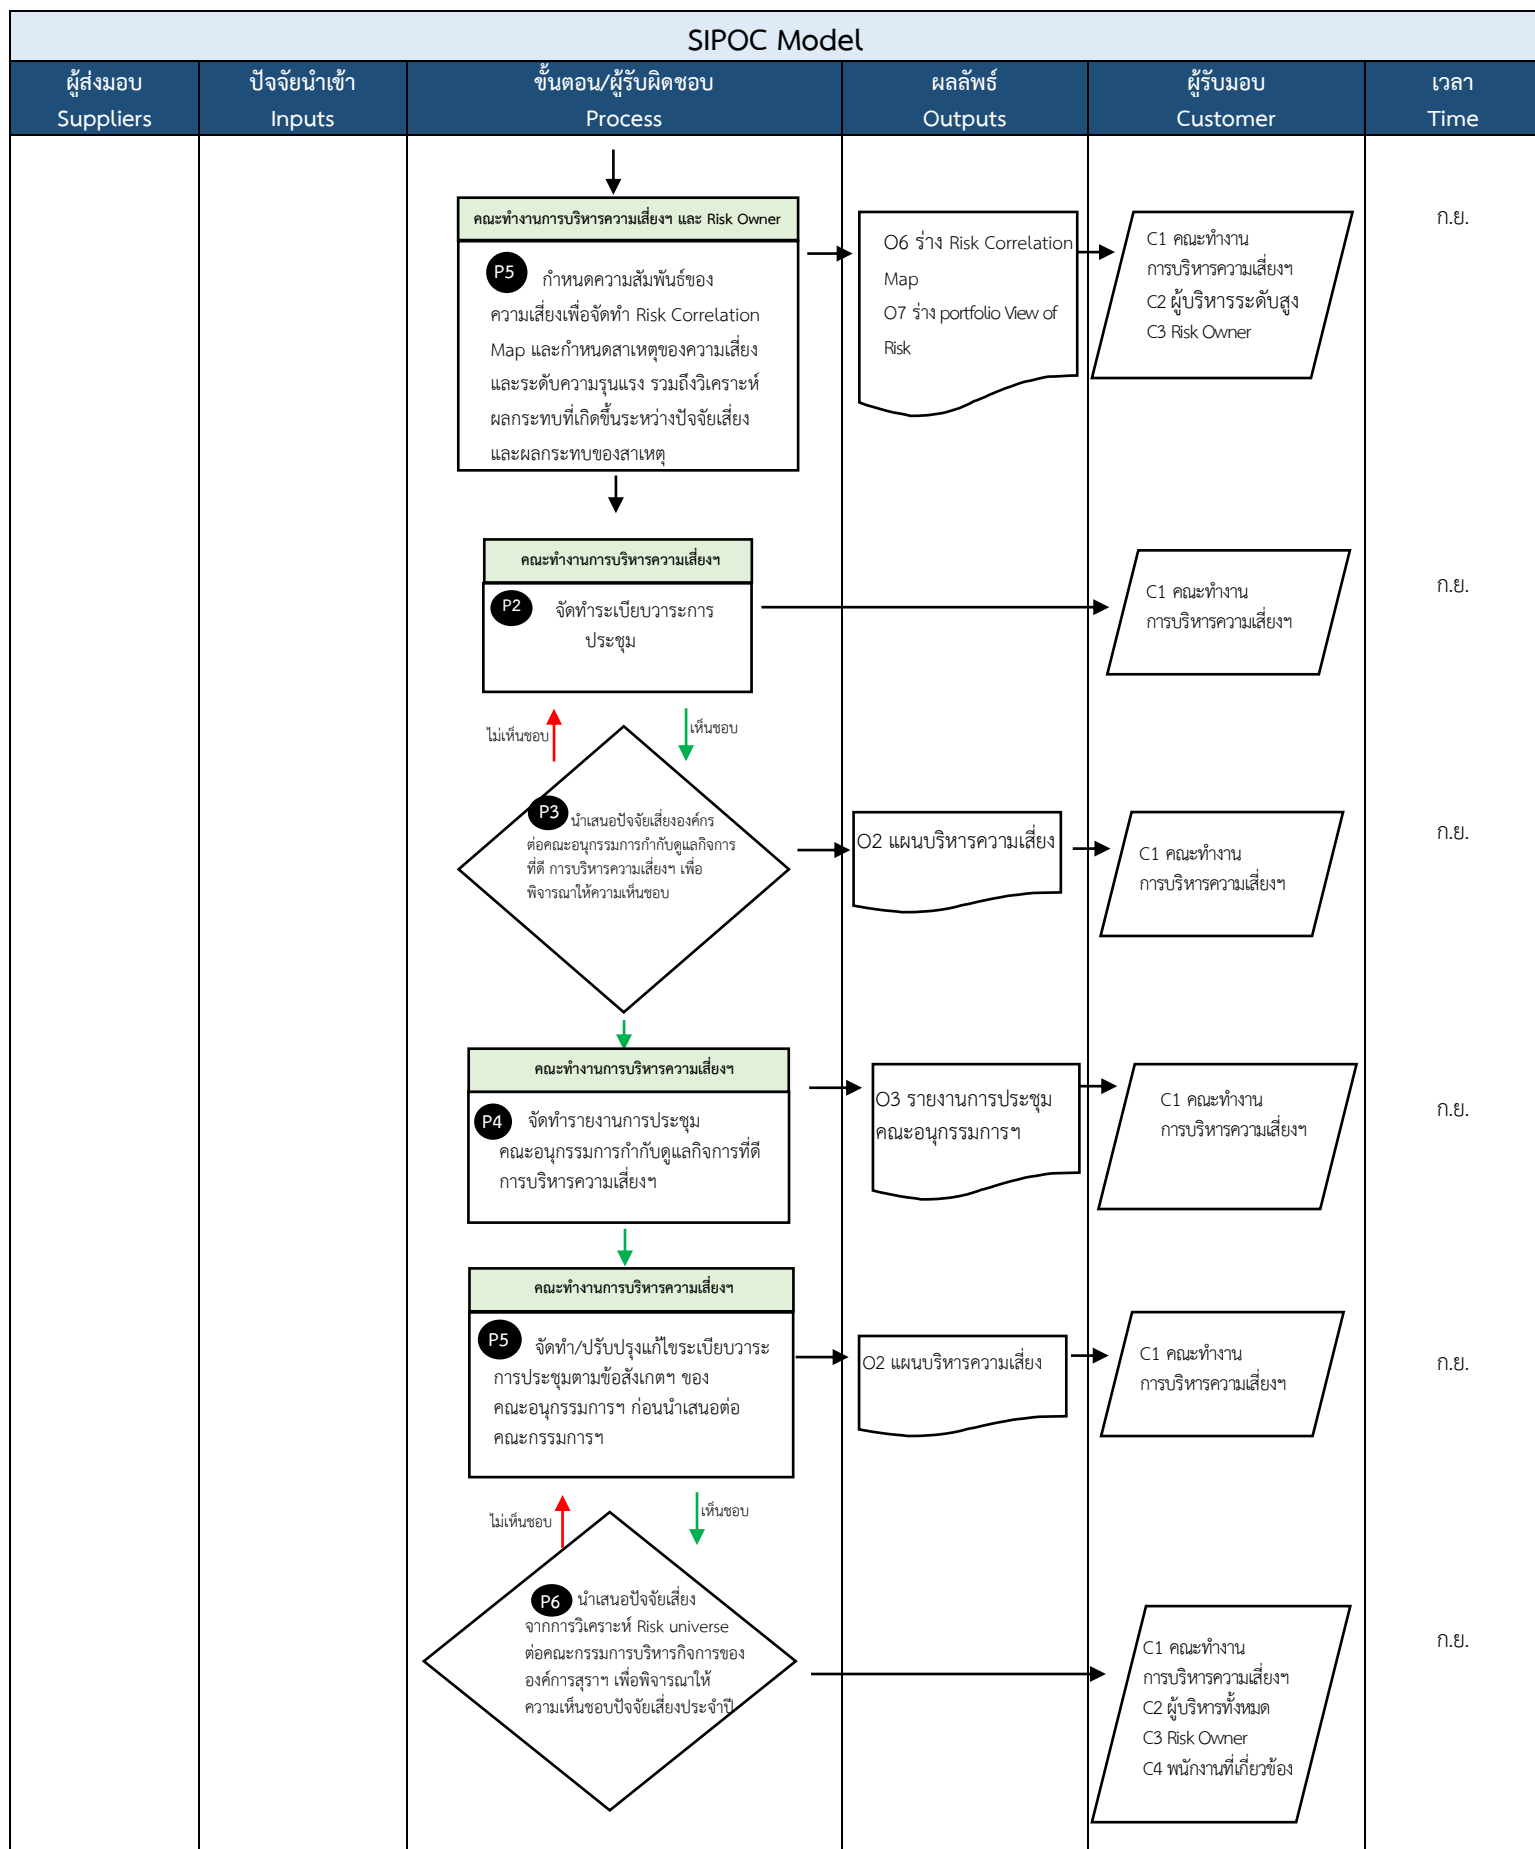 SIPOC Model
ผู้ส่งมอบ
Suppliers
ปัจจัยนำเข้า
Inputs
ขั้นตอน/ผู้รับผิดชอบ
Process
ผลลัพธ์
Outputs
ผู้รับมอบ
Customer
เวลา
Time
คณะทำงานการบริหารความเสี่ยงฯ และ Risk Owner
P5 กำหนดความสัมพันธ์ของ
ความเสี่ยงเพื่อจัดทำ Risk Correlation
Map และกำหนดสาเหตุของความเสี่ยง
และระดับความรุนแรง รวมถึงวิเคราะห์
ผลกระทบที่เกิดขึ้นระหว่างปัจจัยเสี่ยง
และผลกระทบของสาเหตุ
O6 ร่าง Risk Correlation
Map
O7 ร่าง portfolio View of
Risk
C1 คณะทำงาน
การบริหารความเสี่ยงฯ
C2 ผู้บริหารระดับสูง
C3 Risk Owner
ก.ย.
คณะทำงานการบริหารความเสี่ยงฯ
P2 จัดทำระเบียบวาระการ
ประชุม
C1 คณะทำงาน
การบริหารความเสี่ยงฯ
ก.ย.
ไม่เห็นชอบ
เห็นชอบ
P3 นำเสนอปัจจัยเสี่ยงองค์กร
ต่อคณะอนุกรรมการกำกับดูแลกิจการ
ที่ดี การบริหารความเสี่ยงฯ เพื่อ
พิจารณาให้ความเห็นชอบ
O2 แผนบริหารความเสี่ยง
C1 คณะทำงาน
การบริหารความเสี่ยงฯ
ก.ย.
คณะทำงานการบริหารความเสี่ยงฯ
P4 จัดทำรายงานการประชุม
คณะอนุกรรมการกำกับดูแลกิจการที่ดี
การบริหารความเสี่ยงฯ
O3 รายงานการประชุม
คณะอนุกรรมการฯ
C1 คณะทำงาน
การบริหารความเสี่ยงฯ
ก.ย.
คณะทำงานการบริหารความเสี่ยงฯ
P5 จัดทำ/ปรับปรุงแก้ไขระเบียบวาระ
การประชุมตามข้อสังเกตฯ ของ
คณะอนุกรรมการฯ ก่อนนำเสนอต่อ
คณะกรรมการฯ
O2 แผนบริหารความเสี่ยง
C1 คณะทำงาน
การบริหารความเสี่ยงฯ
ก.ย.
ไม่เห็นชอบ
เห็นชอบ
P6 นำเสนอปัจจัยเสี่ยง
จากการวิเคราะห์ Risk universe
ต่อคณะกรรมการบริหารกิจการของ
องค์การสุราฯ เพื่อพิจารณาให้
ความเห็นชอบปัจจัยเสี่ยงประจำปี
C1 คณะทำงาน
การบริหารความเสี่ยงฯ
C2 ผู้บริหารทั้งหมด
C3 Risk Owner
C4 พนักงานที่เกี่ยวข้อง
ก.ย.